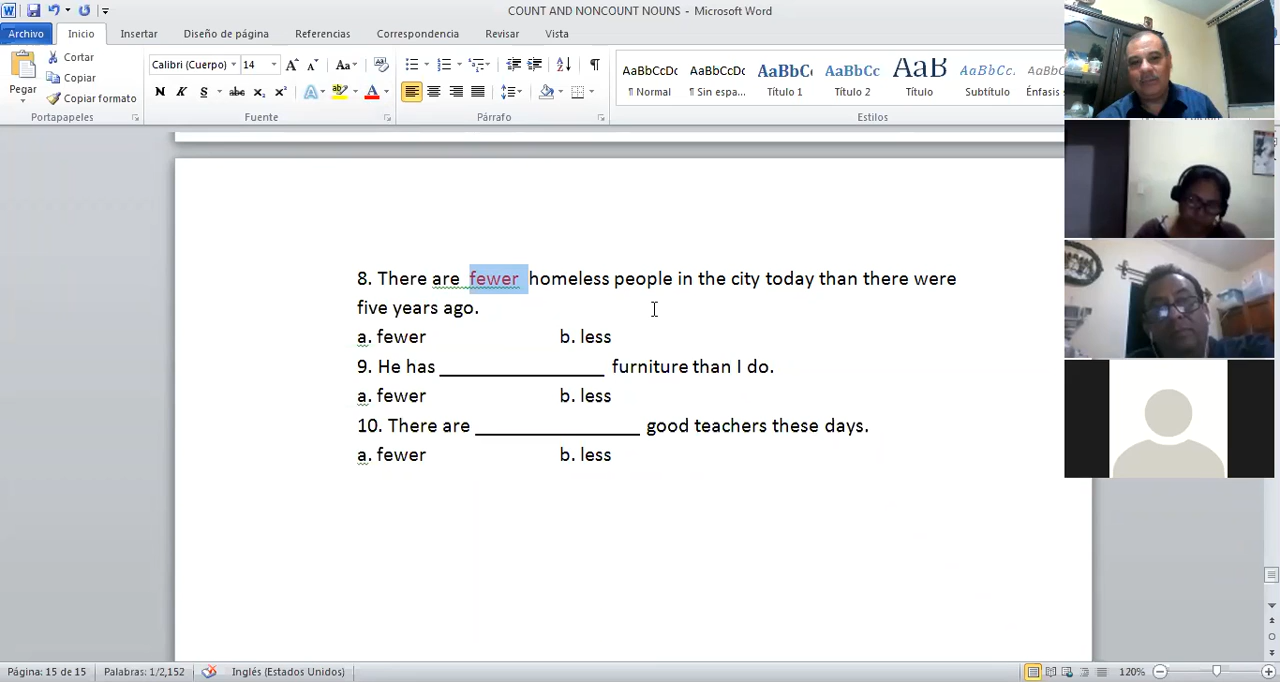 COUNT AND NONCOUNT NOUNS - Microsoft Word
Archivo Inicio Insertar Diseño de página Referencias Correspondencia Revisar Vista
Pegar
Cortar
Copiar
Copiar formato
Calibri (Cuerpo) 14
AaBbCcDc AaBbCcDc AaBbC AaBbCc AaB AaBbCc AaBbCc
¶ Normal ¶ Sin espa... Título 1 Título 2 Título Subtítulo Énfasis
Portapapeles Fuente Párrafo Estilos
8. There are fewer homeless people in the city today than there were
five years ago.
a. fewer b. less
9. He has ________________ furniture than I do.
a. fewer b. less
10. There are ________________ good teachers these days.
a. fewer b. less
Página: 15 de 15 Palabras: 1/2,152 Inglés (Estados Unidos) 120%